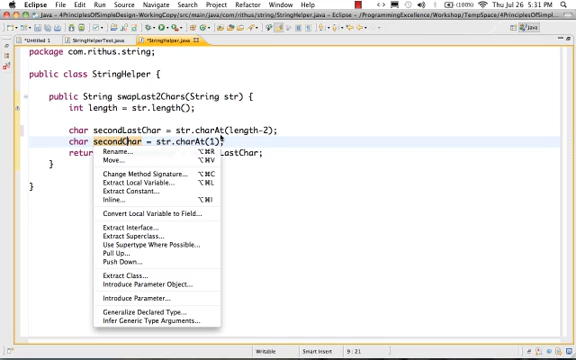 Eclipse File Edit Run Source Navigate Search Project Refactor Window Help Thu Jul 26 5:31 PM
Java - 4PrinciplesOfSimpleDesign-WorkingCopy/src/main/java/com/rithus/string/StringHelper.java - Eclipse - /ProgrammingExcellence/Workshop/TempSpace/4PrinciplesOfSimpl
*Untitled 1 StringHelperTest.java *StringHelper.java
package com.rithus.string;
public class StringHelper {
public String swapLast2Chars(String str) {
int length = str.length();
char secondLastChar = str.charAt(length-2);
char secondChar = str.charAt(1);
retu LastChar;
}
}
Rename... ⌥⌘R
Move... ⌥⌘V
Change Method Signature... ⌥⌘C
Extract Local Variable... ⌥⌘L
Extract Constant...
Inline... ⌥⌘I
Convert Local Variable to Field...
Extract Interface...
Extract Superclass...
Use Supertype Where Possible...
Pull Up...
Push Down...
Extract Class...
Introduce Parameter Object...
Introduce Parameter...
Generalize Declared Type...
Infer Generic Type Arguments...
Writable Smart Insert 9 : 21